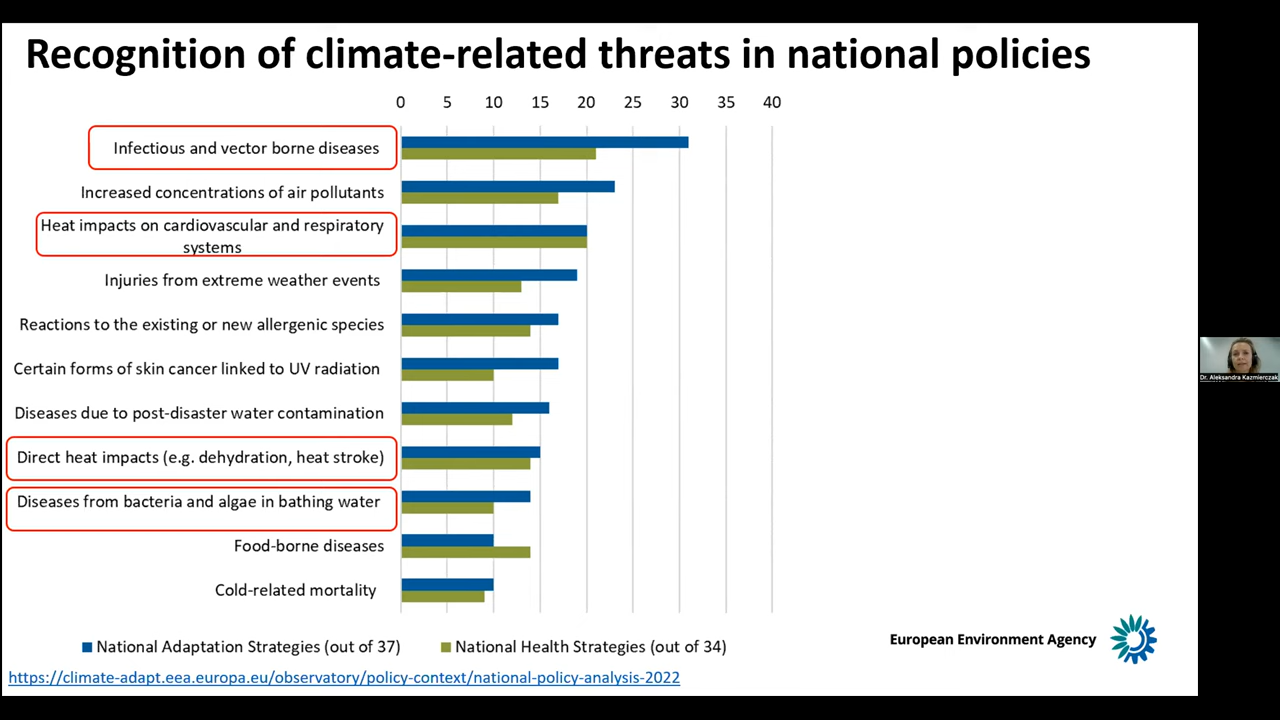 Recognition of climate-related threats in national policies
0 5 10 15 20 25 30 35 40
Infectious and vector borne diseases
Increased concentrations of air pollutants
Heat impacts on cardiovascular and respiratory
systems
Injuries from extreme weather events
Reactions to the existing or new allergenic species
Certain forms of skin cancer linked to UV radiation
Diseases due to post-disaster water contamination
Direct heat impacts (e.g. dehydration, heat stroke)
Diseases from bacteria and algae in bathing water
Food-borne diseases
Cold-related mortality
National Adaptation Strategies (out of 37) National Health Strategies (out of 34)
European Environment Agency
https://climate-adapt.eea.europa.eu/observatory/policy-context/national-policy-analysis-2022
Dr. Aleksandra Kazmierczak